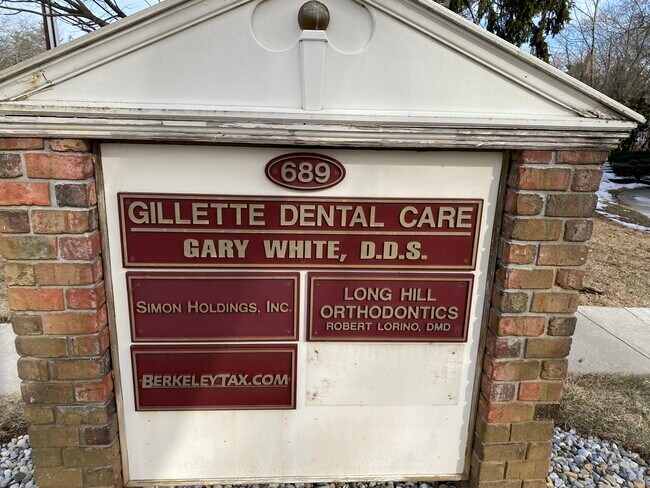 689
GILLETTE DENTAL CARE
GARY WHITE, D.D.S.
SIMON HOLDINGS, INC.
LONG HILL
ORTHODONTICS
ROBERT LORINO, DMD
BERKELEYTAX.COM